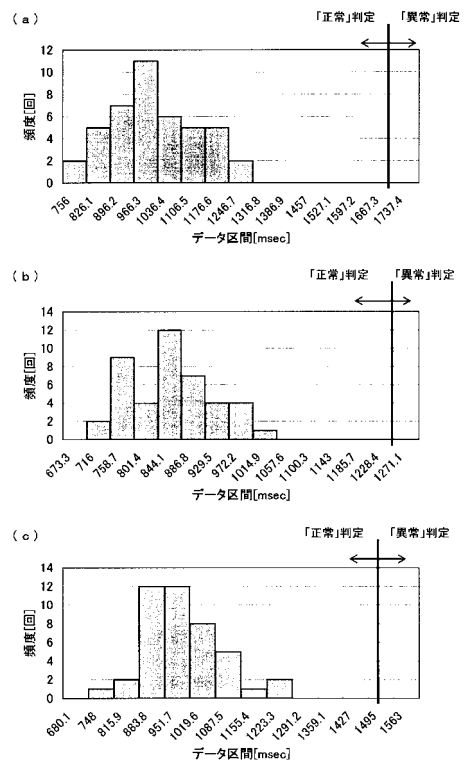 (a)
「正常」判定 「異常」判定
頻度[回]
12
10
8
6
4
2
0
756 826.1 896.2 966.3 1036.4 1106.5 1176.6 1246.7 1316.8 1386.9 1457 1527.1 1597.2 1667.3 1737.4
データ区間[msec]
(b)
「正常」判定 「異常」判定
頻度[回]
14
12
10
8
6
4
2
0
673.3 716 758.7 801.4 844.1 886.8 929.5 972.2 1014.9 1057.6 1100.3 1143 1185.7 1228.4 1271.1
データ区間[msec]
(c)
「正常」判定 「異常」判定
頻度[回]
14
12
10
8
6
4
2
0
680.1 748 815.9 883.8 951.7 1019.6 1087.5 1155.4 1223.3 1291.2 1359.1 1427 1495 1563
データ区間[msec]